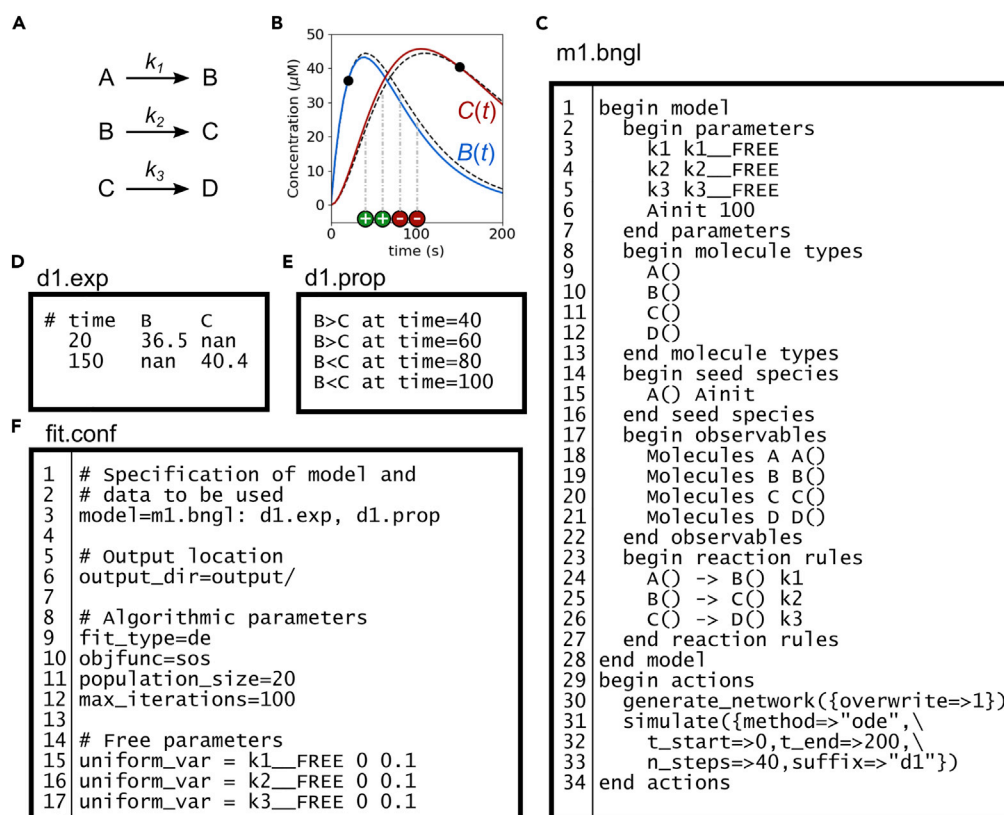 A
k1
A B
k2
B C
k3
C D
B
Concentration (μM)
50
40
30
20
10
0
C(t)
B(t)
+ + − −
0 100 200
time (s)
C
m1.bngl
1 begin model
2 begin parameters
3 k1 k1__FREE
4 k2 k2__FREE
5 k3 k3__FREE
6 Ainit 100
7 end parameters
8 begin molecule types
9 A()
10 B()
11 C()
12 D()
13 end molecule types
14 begin seed species
15 A() Ainit
16 end seed species
17 begin observables
18 Molecules A A()
19 Molecules B B()
20 Molecules C C()
21 Molecules D D()
22 end observables
23 begin reaction rules
24 A() -> B() k1
25 B() -> C() k2
26 C() -> D() k3
27 end reaction rules
28 end model
29 begin actions
30 generate_network({overwrite=>1})
31 simulate({method=>"ode",\
32 t_start=>0,t_end=>200,\
33 n_steps=>40,suffix=>"d1"})
34 end actions
D
d1.exp
# time B C
20 36.5 nan
150 nan 40.4
E
d1.prop
B>C at time=40
B>C at time=60
B<C at time=80
B<C at time=100
F
fit.conf
1 # Specification of model and
2 # data to be used
3 model=m1.bngl: d1.exp, d1.prop
4
5 # Output location
6 output_dir=output/
7
8 # Algorithmic parameters
9 fit_type=de
10 objfunc=sos
11 population_size=20
12 max_iterations=100
13
14 # Free parameters
15 uniform_var = k1__FREE 0 0.1
16 uniform_var = k2__FREE 0 0.1
17 uniform_var = k3__FREE 0 0.1